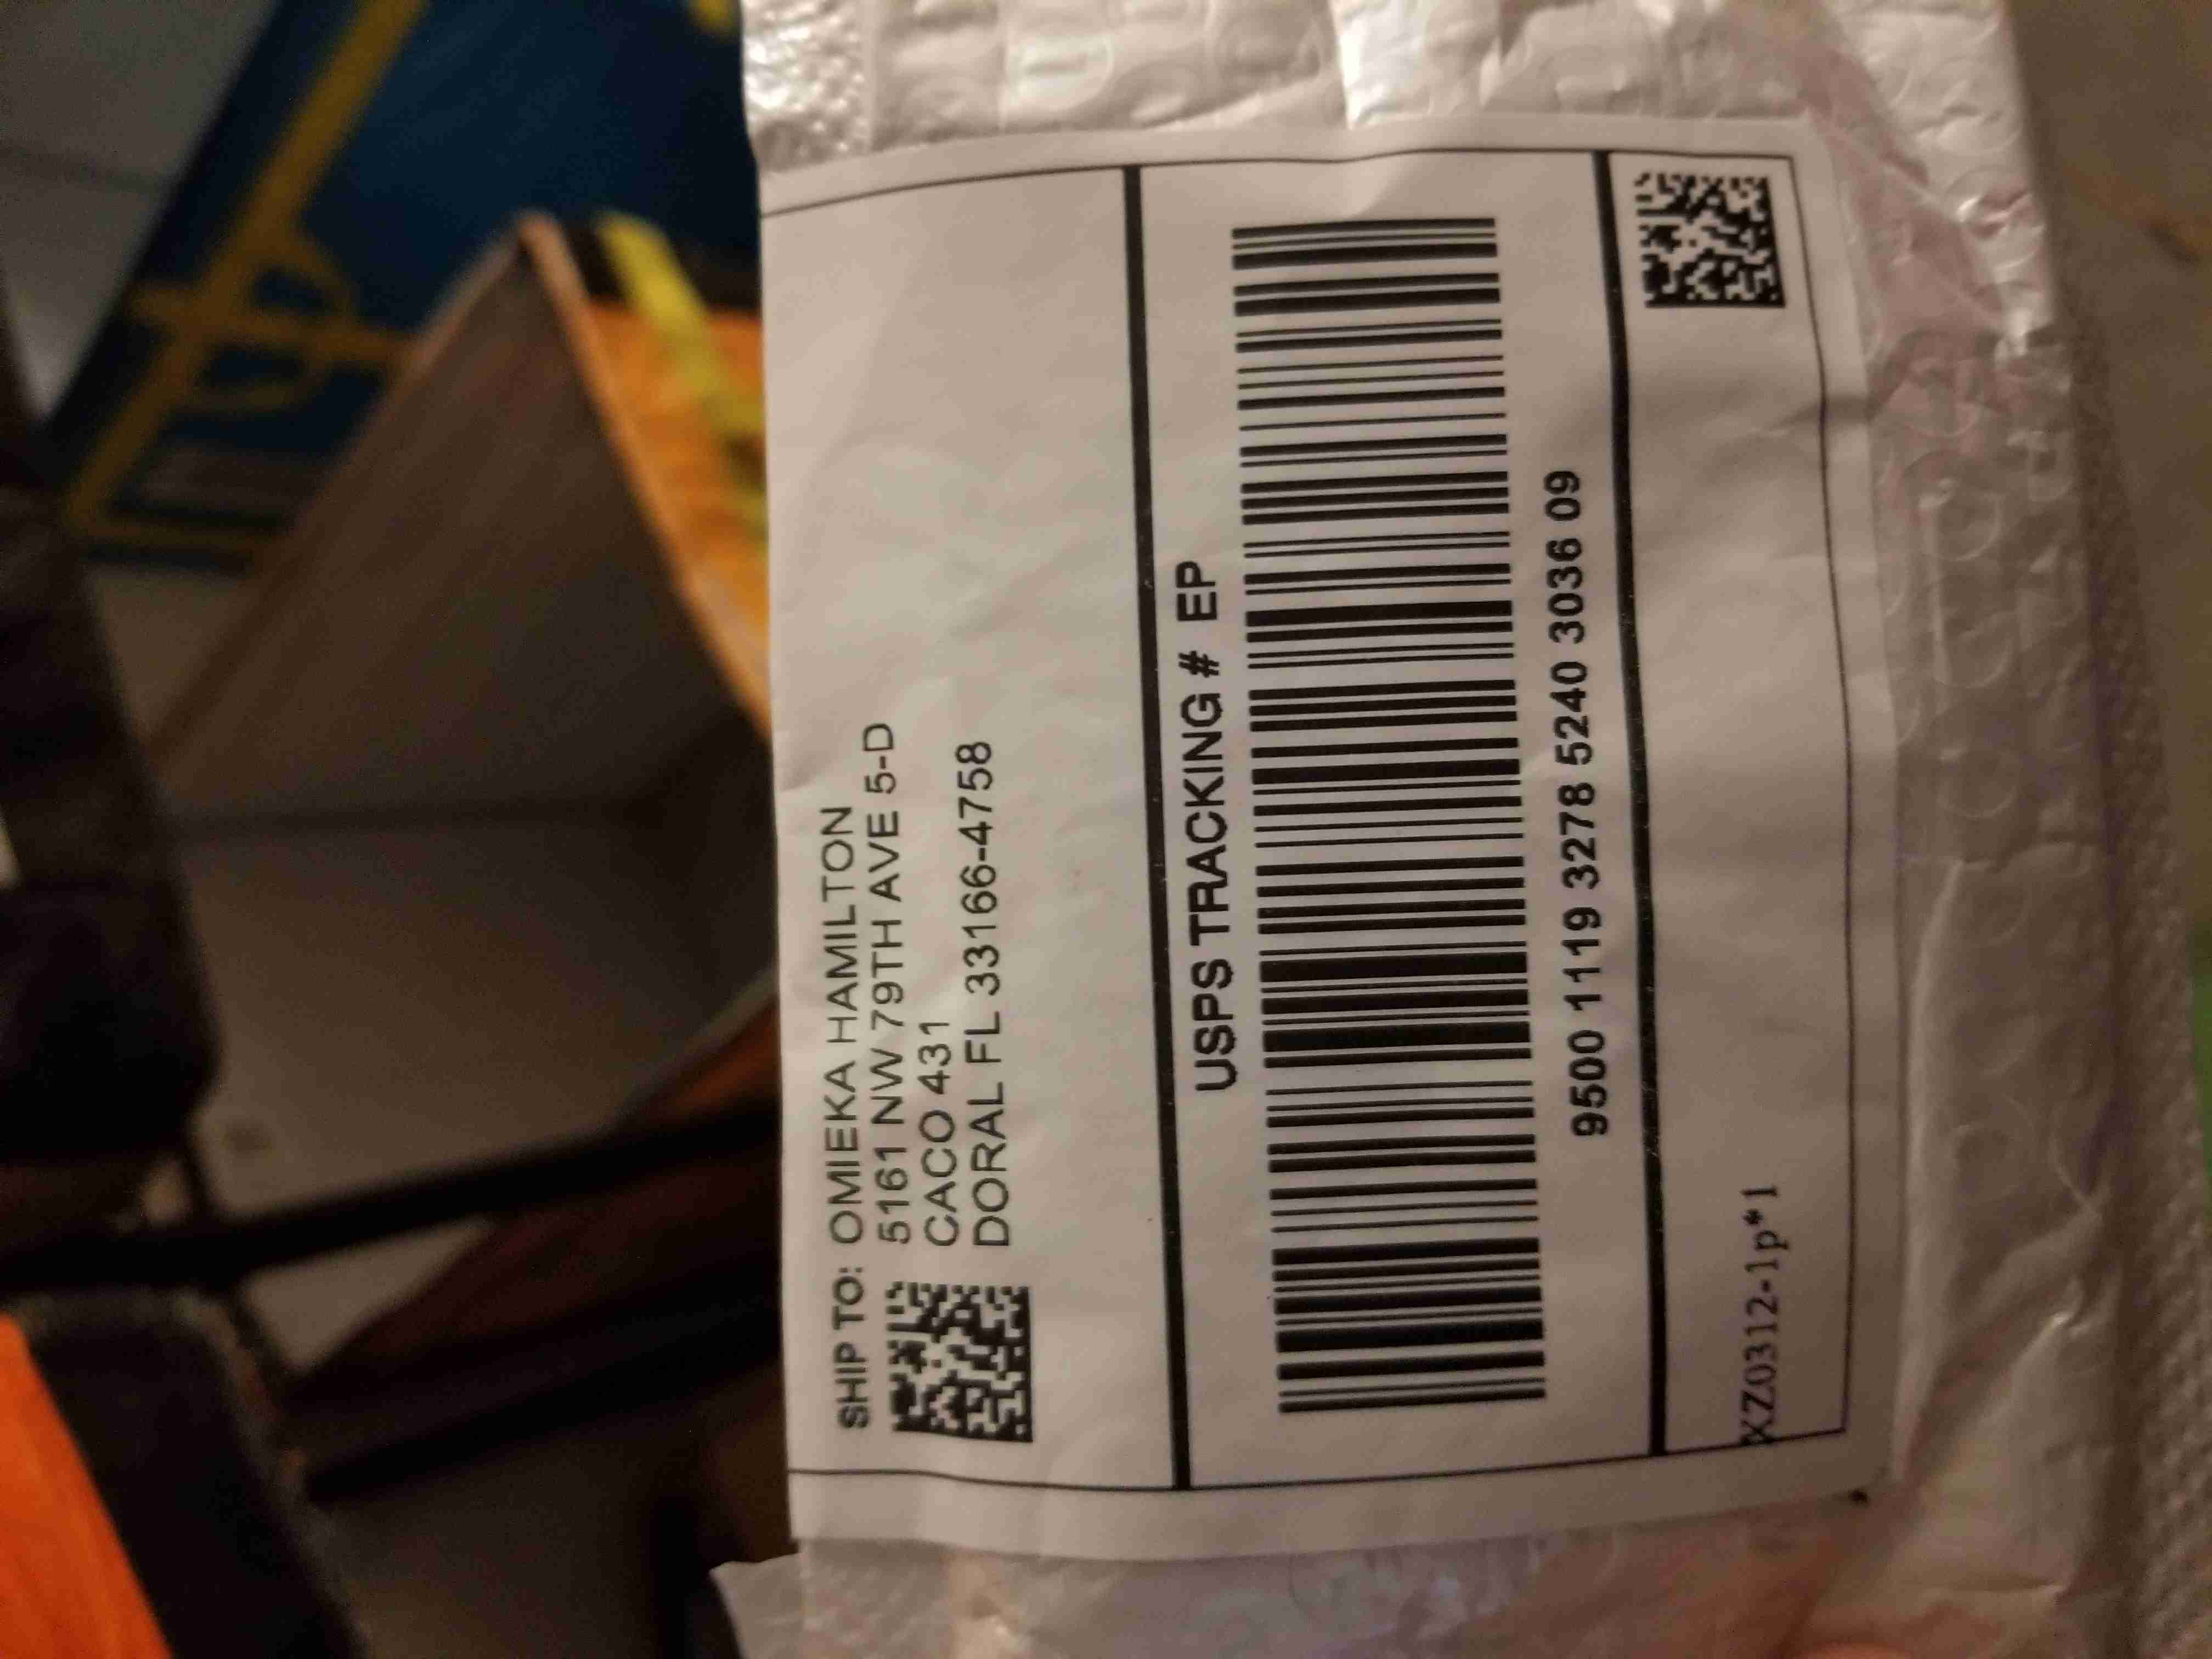 SHIP TO: OMIEKA HAMILTON
5161 NW 79TH AVE 5-D
CACO 431
DORAL FL 33166-4758
USPS TRACKING # EP
9500 1119 3278 5240 3036 09
XZ0312-1p*1